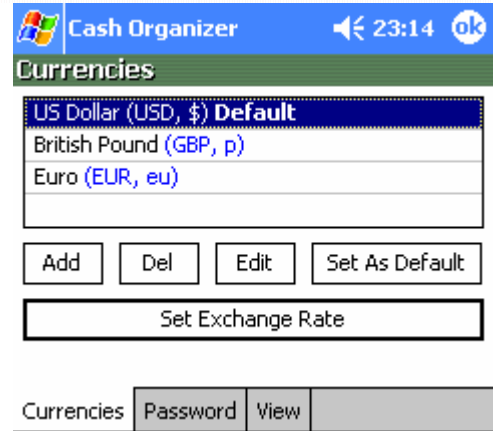 Cash Organizer 23:14 ok
Currencies
US Dollar (USD, $) Default
British Pound (GBP, p)
Euro (EUR, eu)
Add Del Edit Set As Default
Set Exchange Rate
Currencies Password View